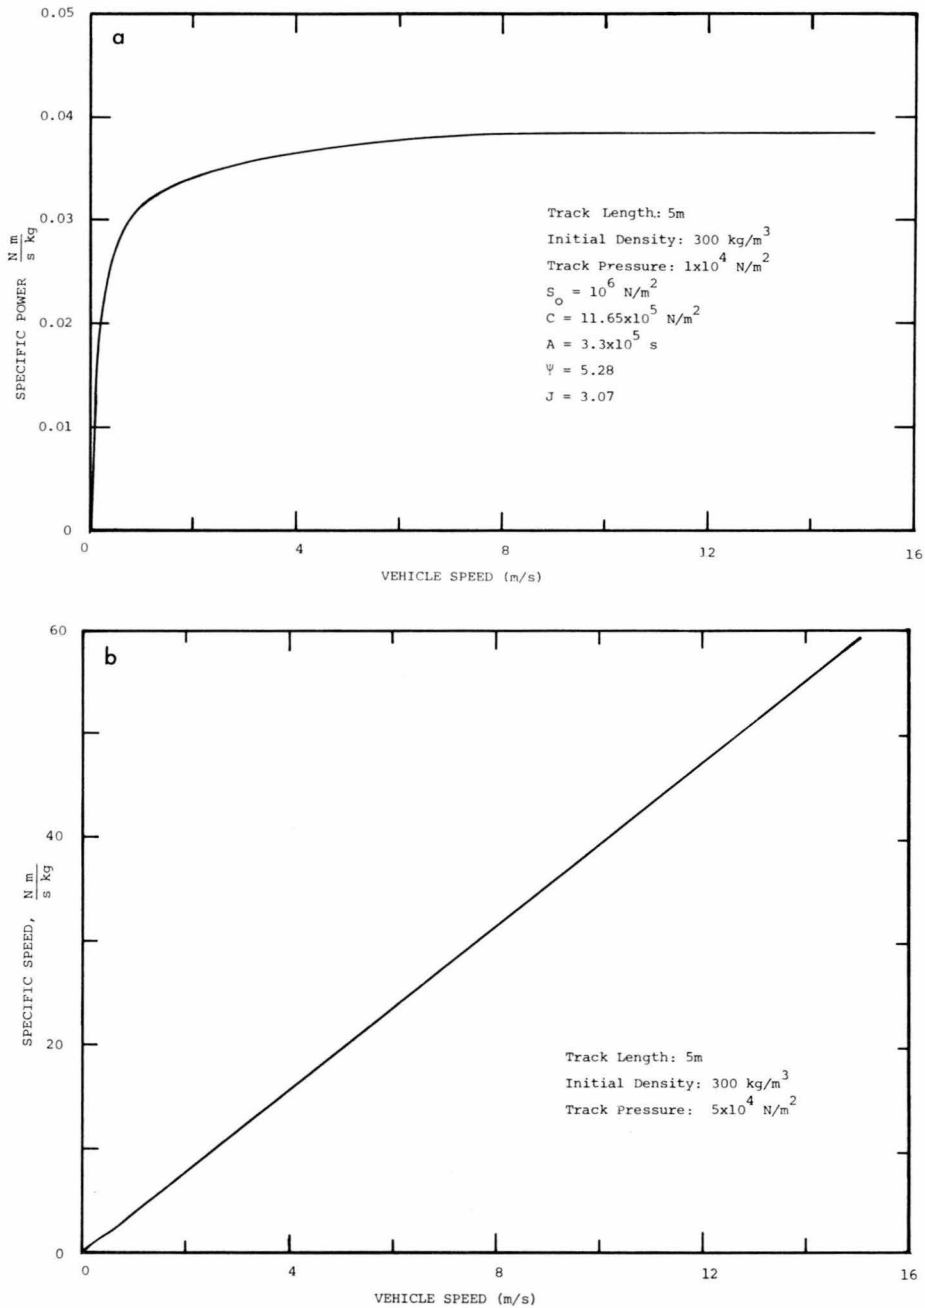 a
0.05
0.04
0.03
0.02
0.01
0
SPECIFIC POWER N m / s kg
Track Length: 5m
Initial Density: 300 kg/m³
Track Pressure: 1x10⁴ N/m²
S₀ = 10⁶ N/m²
C = 11.65x10⁵ N/m²
A = 3.3x10⁵ s
Ψ = 5.28
J = 3.07
0 4 8 12 16
VEHICLE SPEED (m/s)
b
60
40
20
0
SPECIFIC SPEED, N m / s kg
Track Length: 5m
Initial Density: 300 kg/m³
Track Pressure: 5x10⁴ N/m²
0 4 8 12 16
VEHICLE SPEED (m/s)